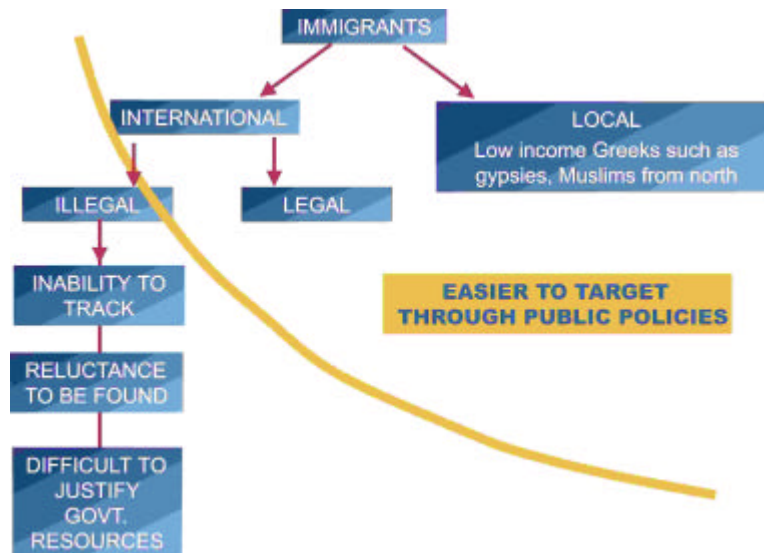 IMMIGRANTS
INTERNATIONAL
LOCAL
Low income Greeks such as
gypsies, Muslims from north
ILLEGAL
LEGAL
INABILITY TO
TRACK
EASIER TO TARGET
THROUGH PUBLIC POLICIES
RELUCTANCE
TO BE FOUND
DIFFICULT TO
JUSTIFY
GOVT.
RESOURCES